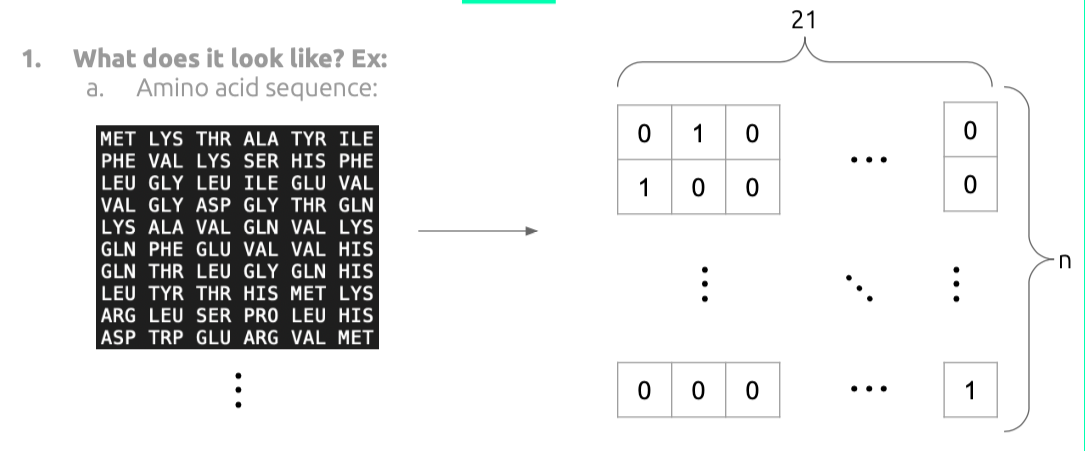 1. What does it look like? Ex:
a. Amino acid sequence:
MET LYS THR ALA TYR ILE
PHE VAL LYS SER HIS PHE
LEU GLY LEU ILE GLU VAL
VAL GLY ASP GLY THR GLN
LYS ALA VAL GLN VAL LYS
GLN PHE GLU VAL VAL HIS
GLN THR LEU GLY GLN HIS
LEU TYR THR HIS MET LYS
ARG LEU SER PRO LEU HIS
ASP TRP GLU ARG VAL MET
21
0 1 0 ... 0
1 0 0 0
n
0 0 0 ... 1